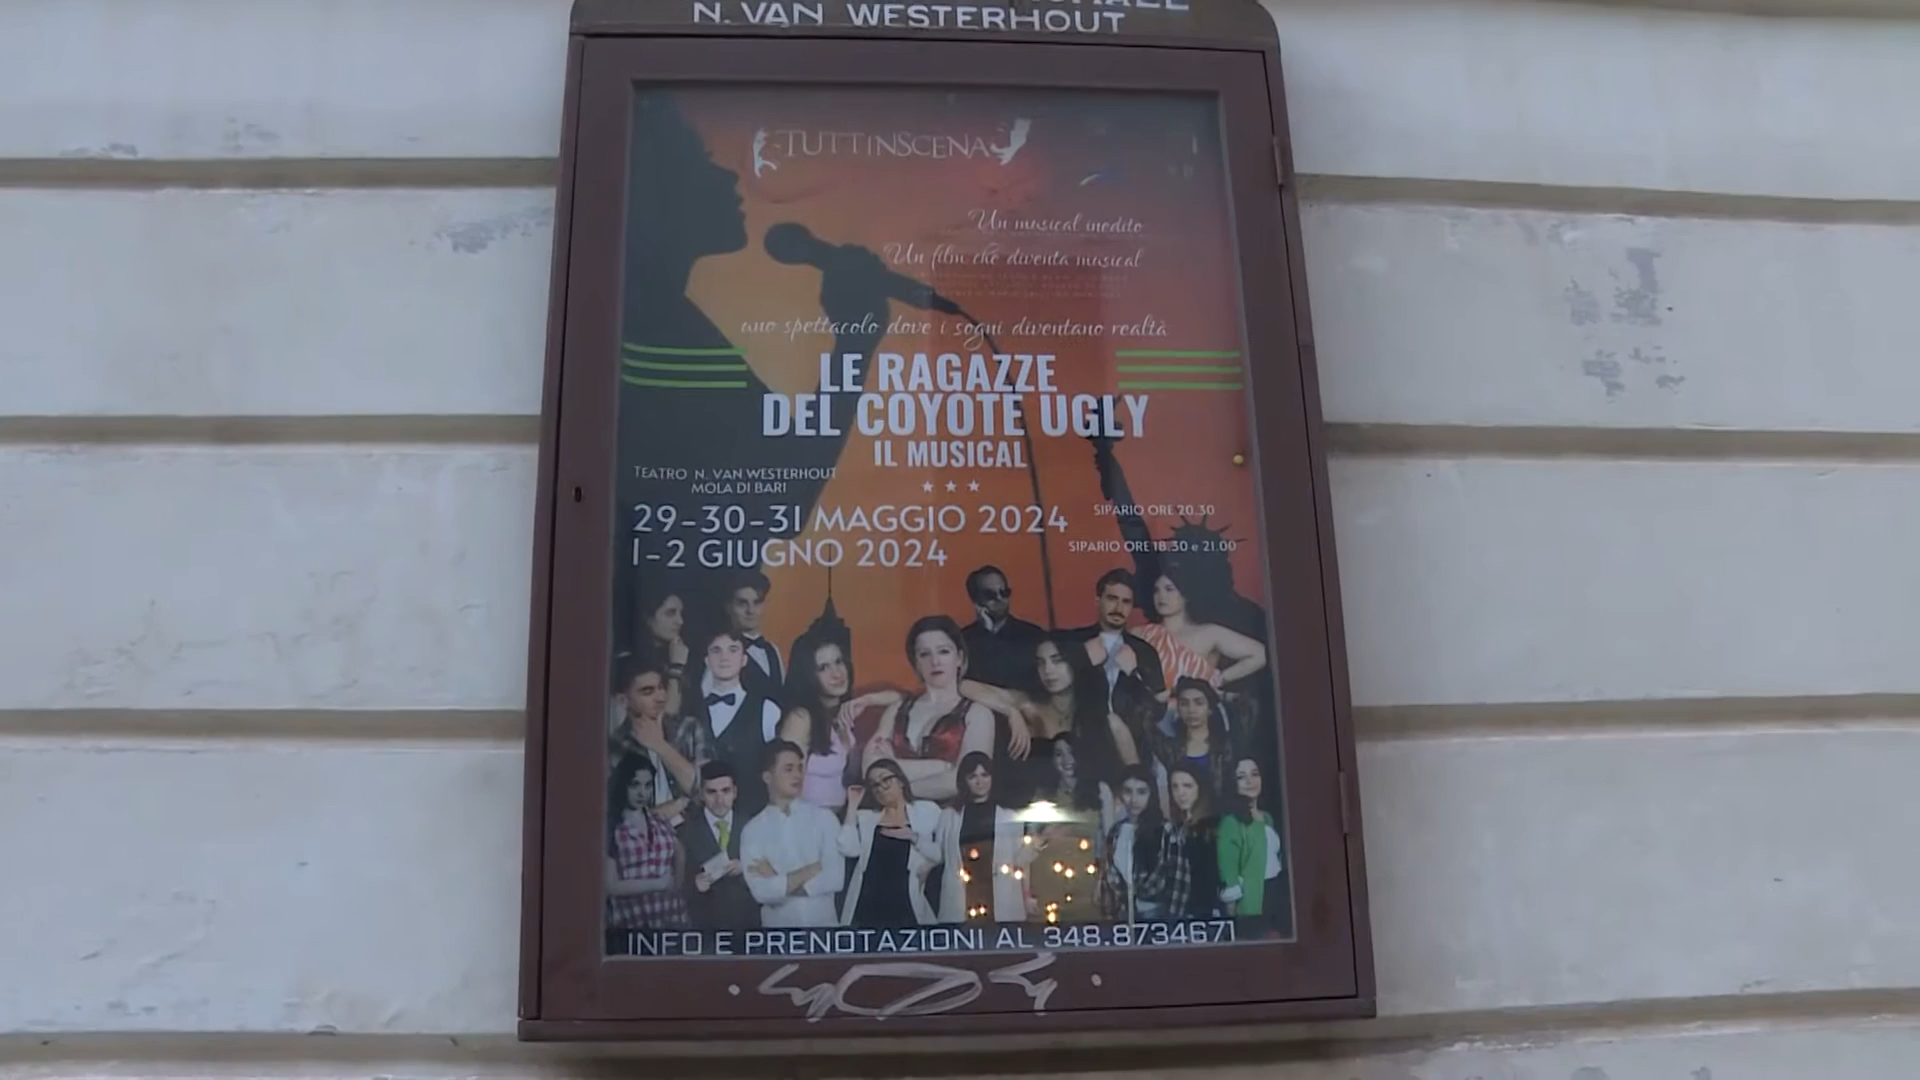 N. VAN WESTERHOUT
TUTTINSCENA
Un musical inedito
Un film che diventa musical
uno spettacolo dove i sogni diventano realtà
LE RAGAZZE
DEL COYOTE UGLY
IL MUSICAL
TEATRO N. VAN WESTERHOUT
MOLA DI BARI
29-30-31 MAGGIO 2024 SIPARIO ORE 20.30
1-2 GIUGNO 2024 SIPARIO ORE 18.30 e 21.00
INFO E PRENOTAZIONI AL 348.8734671